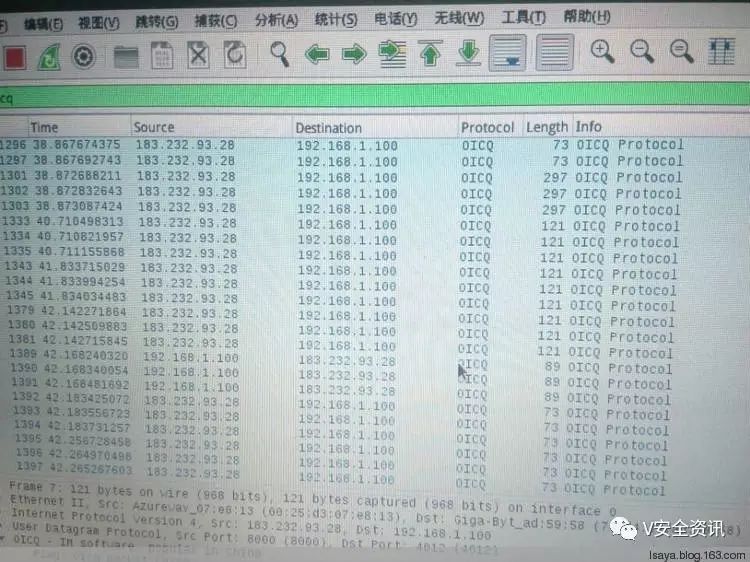 F) 编辑(E) 视图(V) 跳转(G) 捕获(C) 分析(A) 统计(S) 电话(Y) 无线(W) 工具(T) 帮助(H)
cq
Time Source Destination Protocol Length Info
1296 38.867674375 183.232.93.28 192.168.1.100 OICQ 73 OICQ Protocol
1297 38.867692743 183.232.93.28 192.168.1.100 OICQ 73 OICQ Protocol
1301 38.872688211 183.232.93.28 192.168.1.100 OICQ 297 OICQ Protocol
1302 38.872832643 183.232.93.28 192.168.1.100 OICQ 297 OICQ Protocol
1303 38.873087424 183.232.93.28 192.168.1.100 OICQ 297 OICQ Protocol
1333 40.710498313 183.232.93.28 192.168.1.100 OICQ 121 OICQ Protocol
1334 40.710821957 183.232.93.28 192.168.1.100 OICQ 121 OICQ Protocol
1335 40.711155868 183.232.93.28 192.168.1.100 OICQ 121 OICQ Protocol
1343 41.833715029 183.232.93.28 192.168.1.100 OICQ 121 OICQ Protocol
1344 41.833994254 183.232.93.28 192.168.1.100 OICQ 121 OICQ Protocol
1345 41.834034483 183.232.93.28 192.168.1.100 OICQ 121 OICQ Protocol
1379 42.142271864 183.232.93.28 192.168.1.100 OICQ 121 OICQ Protocol
1380 42.142509883 183.232.93.28 192.168.1.100 OICQ 121 OICQ Protocol
1381 42.142715845 183.232.93.28 192.168.1.100 OICQ 121 OICQ Protocol
1389 42.168240320 192.168.1.100 183.232.93.28 OICQ 89 OICQ Protocol
1390 42.168340054 192.168.1.100 183.232.93.28 OICQ 89 OICQ Protocol
1391 42.168481692 192.168.1.100 183.232.93.28 OICQ 89 OICQ Protocol
1392 42.183425072 183.232.93.28 192.168.1.100 OICQ 73 OICQ Protocol
1393 42.183556723 183.232.93.28 192.168.1.100 OICQ 73 OICQ Protocol
1394 42.183731257 183.232.93.28 192.168.1.100 OICQ 73 OICQ Protocol
1395 42.256728458 183.232.93.28 192.168.1.100 OICQ 73 OICQ Protocol
1396 42.264970498 183.232.93.28 192.168.1.100 OICQ 73 OICQ Protocol
1397 42.265267603 183.232.93.28 192.168.1.100 OICQ 73 OICQ Protocol
Frame 7: 121 bytes on wire (968 bits), 121 bytes captured (968 bits) on interface 0
Ethernet II, Src: Azurewav_07:e8:13 (00:25:d3:07:e8:13), Dst: Giga-Byt_ad:59:58 (7
Internet Protocol Version 4, Src: 183.232.93.28, Dst: 192.168.1.100
User Datagram Protocol, Src Port: 8000 (8000), Dst Port: 4012 (4012)
OICQ - IM software, popular in China
V安全资讯
lsaya.blog.163.com